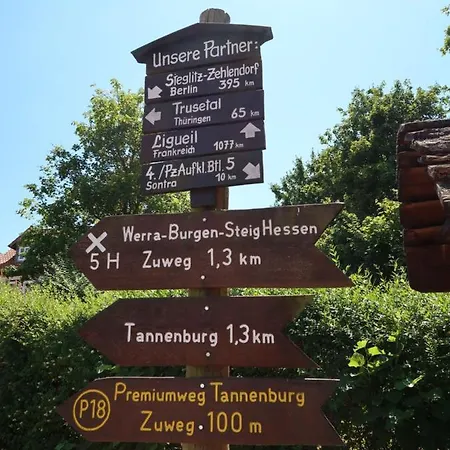 Unsere Partner:
Steglitz-Zehlendorf
Berlin 395 km
Trusetal 65 km
Thüringen
Ligueil
Frankreich 1077 km
4./PzAufkl.Btl.5
Sontra 10 km
X Werra-Burgen-Steig Hessen
5 H Zuweg 1,3 km
Tannenburg 1,3 km
P18 Premiumweg Tannenburg
Zuweg 100 m